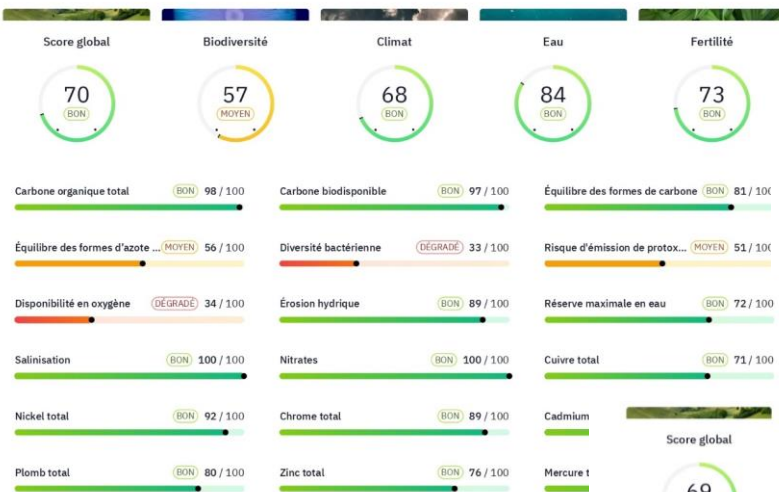 Score global
Biodiversité
Climat
Eau
Fertilité
70
57
68
84
73
BON
MOYEN
BON
BON
BON
Carbone organique total BON 98 / 100
Carbone biodisponible BON 97 / 100
Équilibre des formes de carbone BON 81 / 100
Équilibre des formes d'azote ... MOYEN 56 / 100
Diversité bactérienne DÉGRADÉ 33 / 100
Risque d'émission de protox... MOYEN 51 / 100
Disponibilité en oxygène DÉGRADÉ 34 / 100
Érosion hydrique BON 89 / 100
Réserve maximale en eau BON 72 / 100
Salinisation BON 100 / 100
Nitrates BON 100 / 100
Cuivre total BON 71 / 100
Nickel total BON 92 / 100
Chrome total BON 89 / 100
Cadmium
Score global
Plomb total BON 80 / 100
Zinc total BON 76 / 100
Mercure t
69